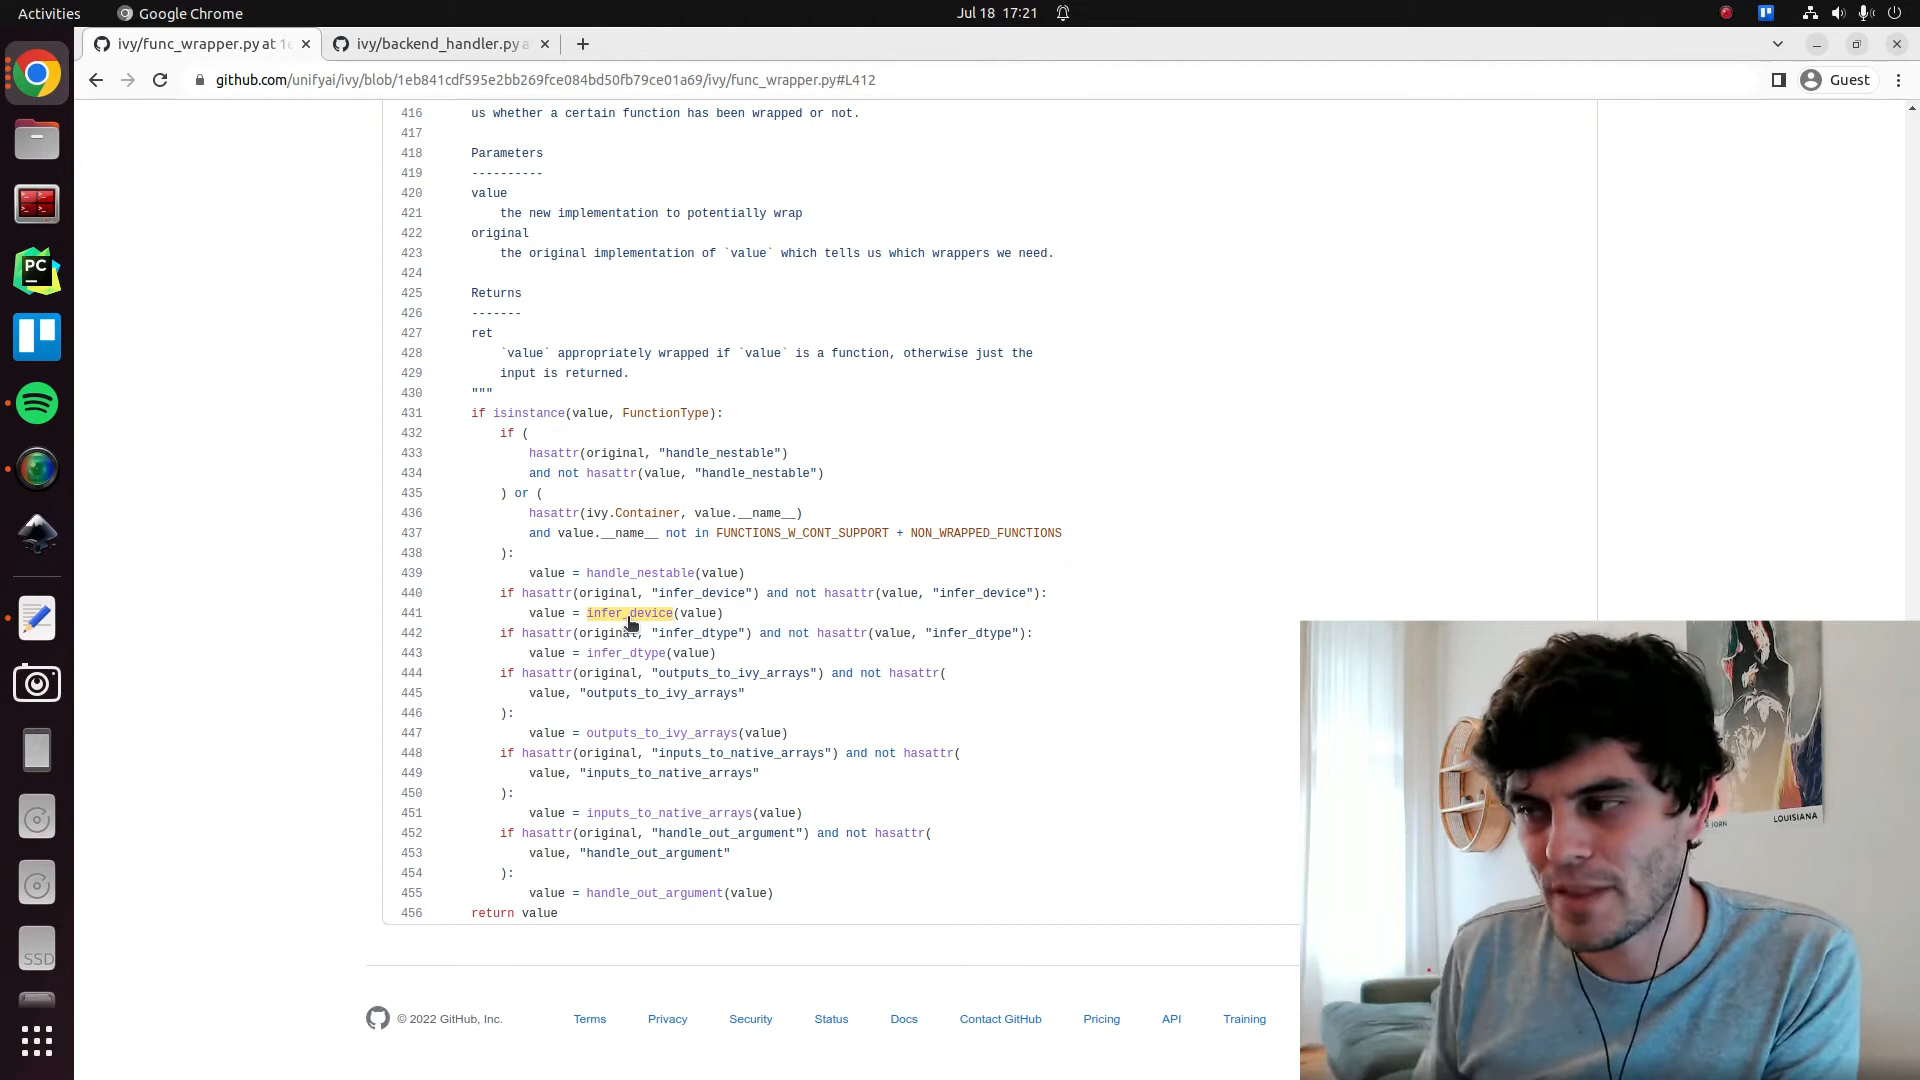 Activities
Google Chrome
Jul 18 17:21
ivy/func_wrapper.py at 1e
ivy/backend_handler.py a
github.com/unifyai/ivy/blob/1eb841cdf595e2bb269fce084bd50fb79ce01a69/ivy/func_wrapper.py#L412
Guest
416 us whether a certain function has been wrapped or not.
417
418 Parameters
419 ----------
420 value
421 the new implementation to potentially wrap
422 original
423 the original implementation of `value` which tells us which wrappers we need.
424
425 Returns
426 -------
427 ret
428 `value` appropriately wrapped if `value` is a function, otherwise just the
429 input is returned.
430 """
431 if isinstance(value, FunctionType):
432 if (
433 hasattr(original, "handle_nestable")
434 and not hasattr(value, "handle_nestable")
435 ) or (
436 hasattr(ivy.Container, value.__name__)
437 and value.__name__ not in FUNCTIONS_W_CONT_SUPPORT + NON_WRAPPED_FUNCTIONS
438 ):
439 value = handle_nestable(value)
440 if hasattr(original, "infer_device") and not hasattr(value, "infer_device"):
441 value = infer_device(value)
442 if hasattr(original, "infer_dtype") and not hasattr(value, "infer_dtype"):
443 value = infer_dtype(value)
444 if hasattr(original, "outputs_to_ivy_arrays") and not hasattr(
445 value, "outputs_to_ivy_arrays"
446 ):
447 value = outputs_to_ivy_arrays(value)
448 if hasattr(original, "inputs_to_native_arrays") and not hasattr(
449 value, "inputs_to_native_arrays"
450 ):
451 value = inputs_to_native_arrays(value)
452 if hasattr(original, "handle_out_argument") and not hasattr(
453 value, "handle_out_argument"
454 ):
455 value = handle_out_argument(value)
456 return value
© 2022 GitHub, Inc.
Terms
Privacy
Security
Status
Docs
Contact GitHub
Pricing
API
Training
PC
SSD
JORN
LOUISIANA